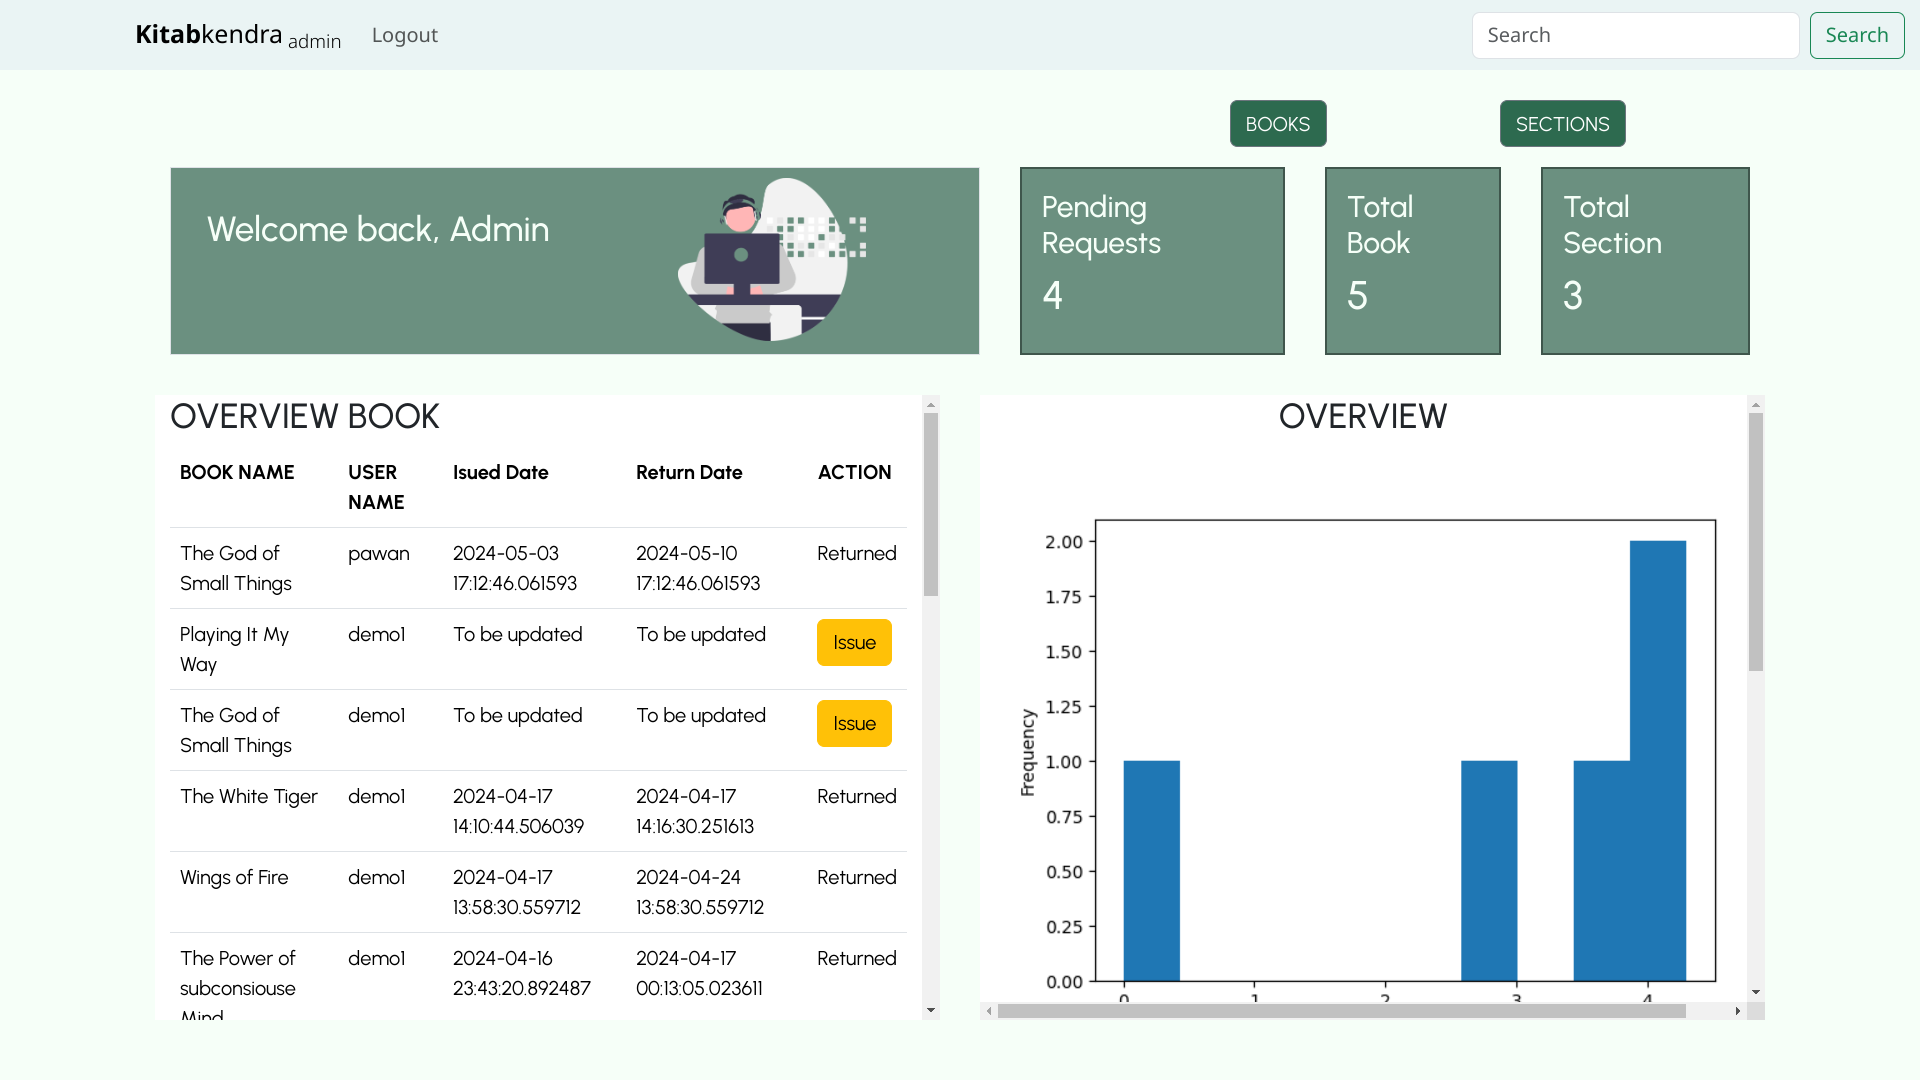 Kitabkendra admin Logout Search Search
BOOKS SECTIONS
Welcome back, Admin
Pending
Requests
4
Total
Book
5
Total
Section
3
OVERVIEW BOOK
BOOK NAME USER NAME Isued Date Return Date ACTION
The God of Small Things pawan 2024-05-03 17:12:46.061593 2024-05-10 17:12:46.061593 Returned
Playing It My Way demo1 To be updated To be updated Issue
The God of Small Things demo1 To be updated To be updated Issue
The White Tiger demo1 2024-04-17 14:10:44.506039 2024-04-17 14:16:30.251613 Returned
Wings of Fire demo1 2024-04-17 13:58:30.559712 2024-04-24 13:58:30.559712 Returned
The Power of subconsiouse Mind demo1 2024-04-16 23:43:20.892487 2024-04-17 00:13:05.023611 Returned
OVERVIEW
Frequency
2.00
1.75
1.50
1.25
1.00
0.75
0.50
0.25
0.00
0 1 2 3 4